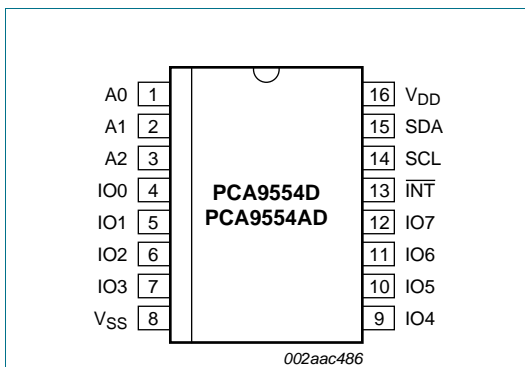 A0 1 16 VDD
A1 2 15 SDA
A2 3 14 SCL
IO0 4 13 INT
IO1 5 12 IO7
IO2 6 11 IO6
IO3 7 10 IO5
VSS 8 9 IO4
PCA9554D
PCA9554AD
002aac486